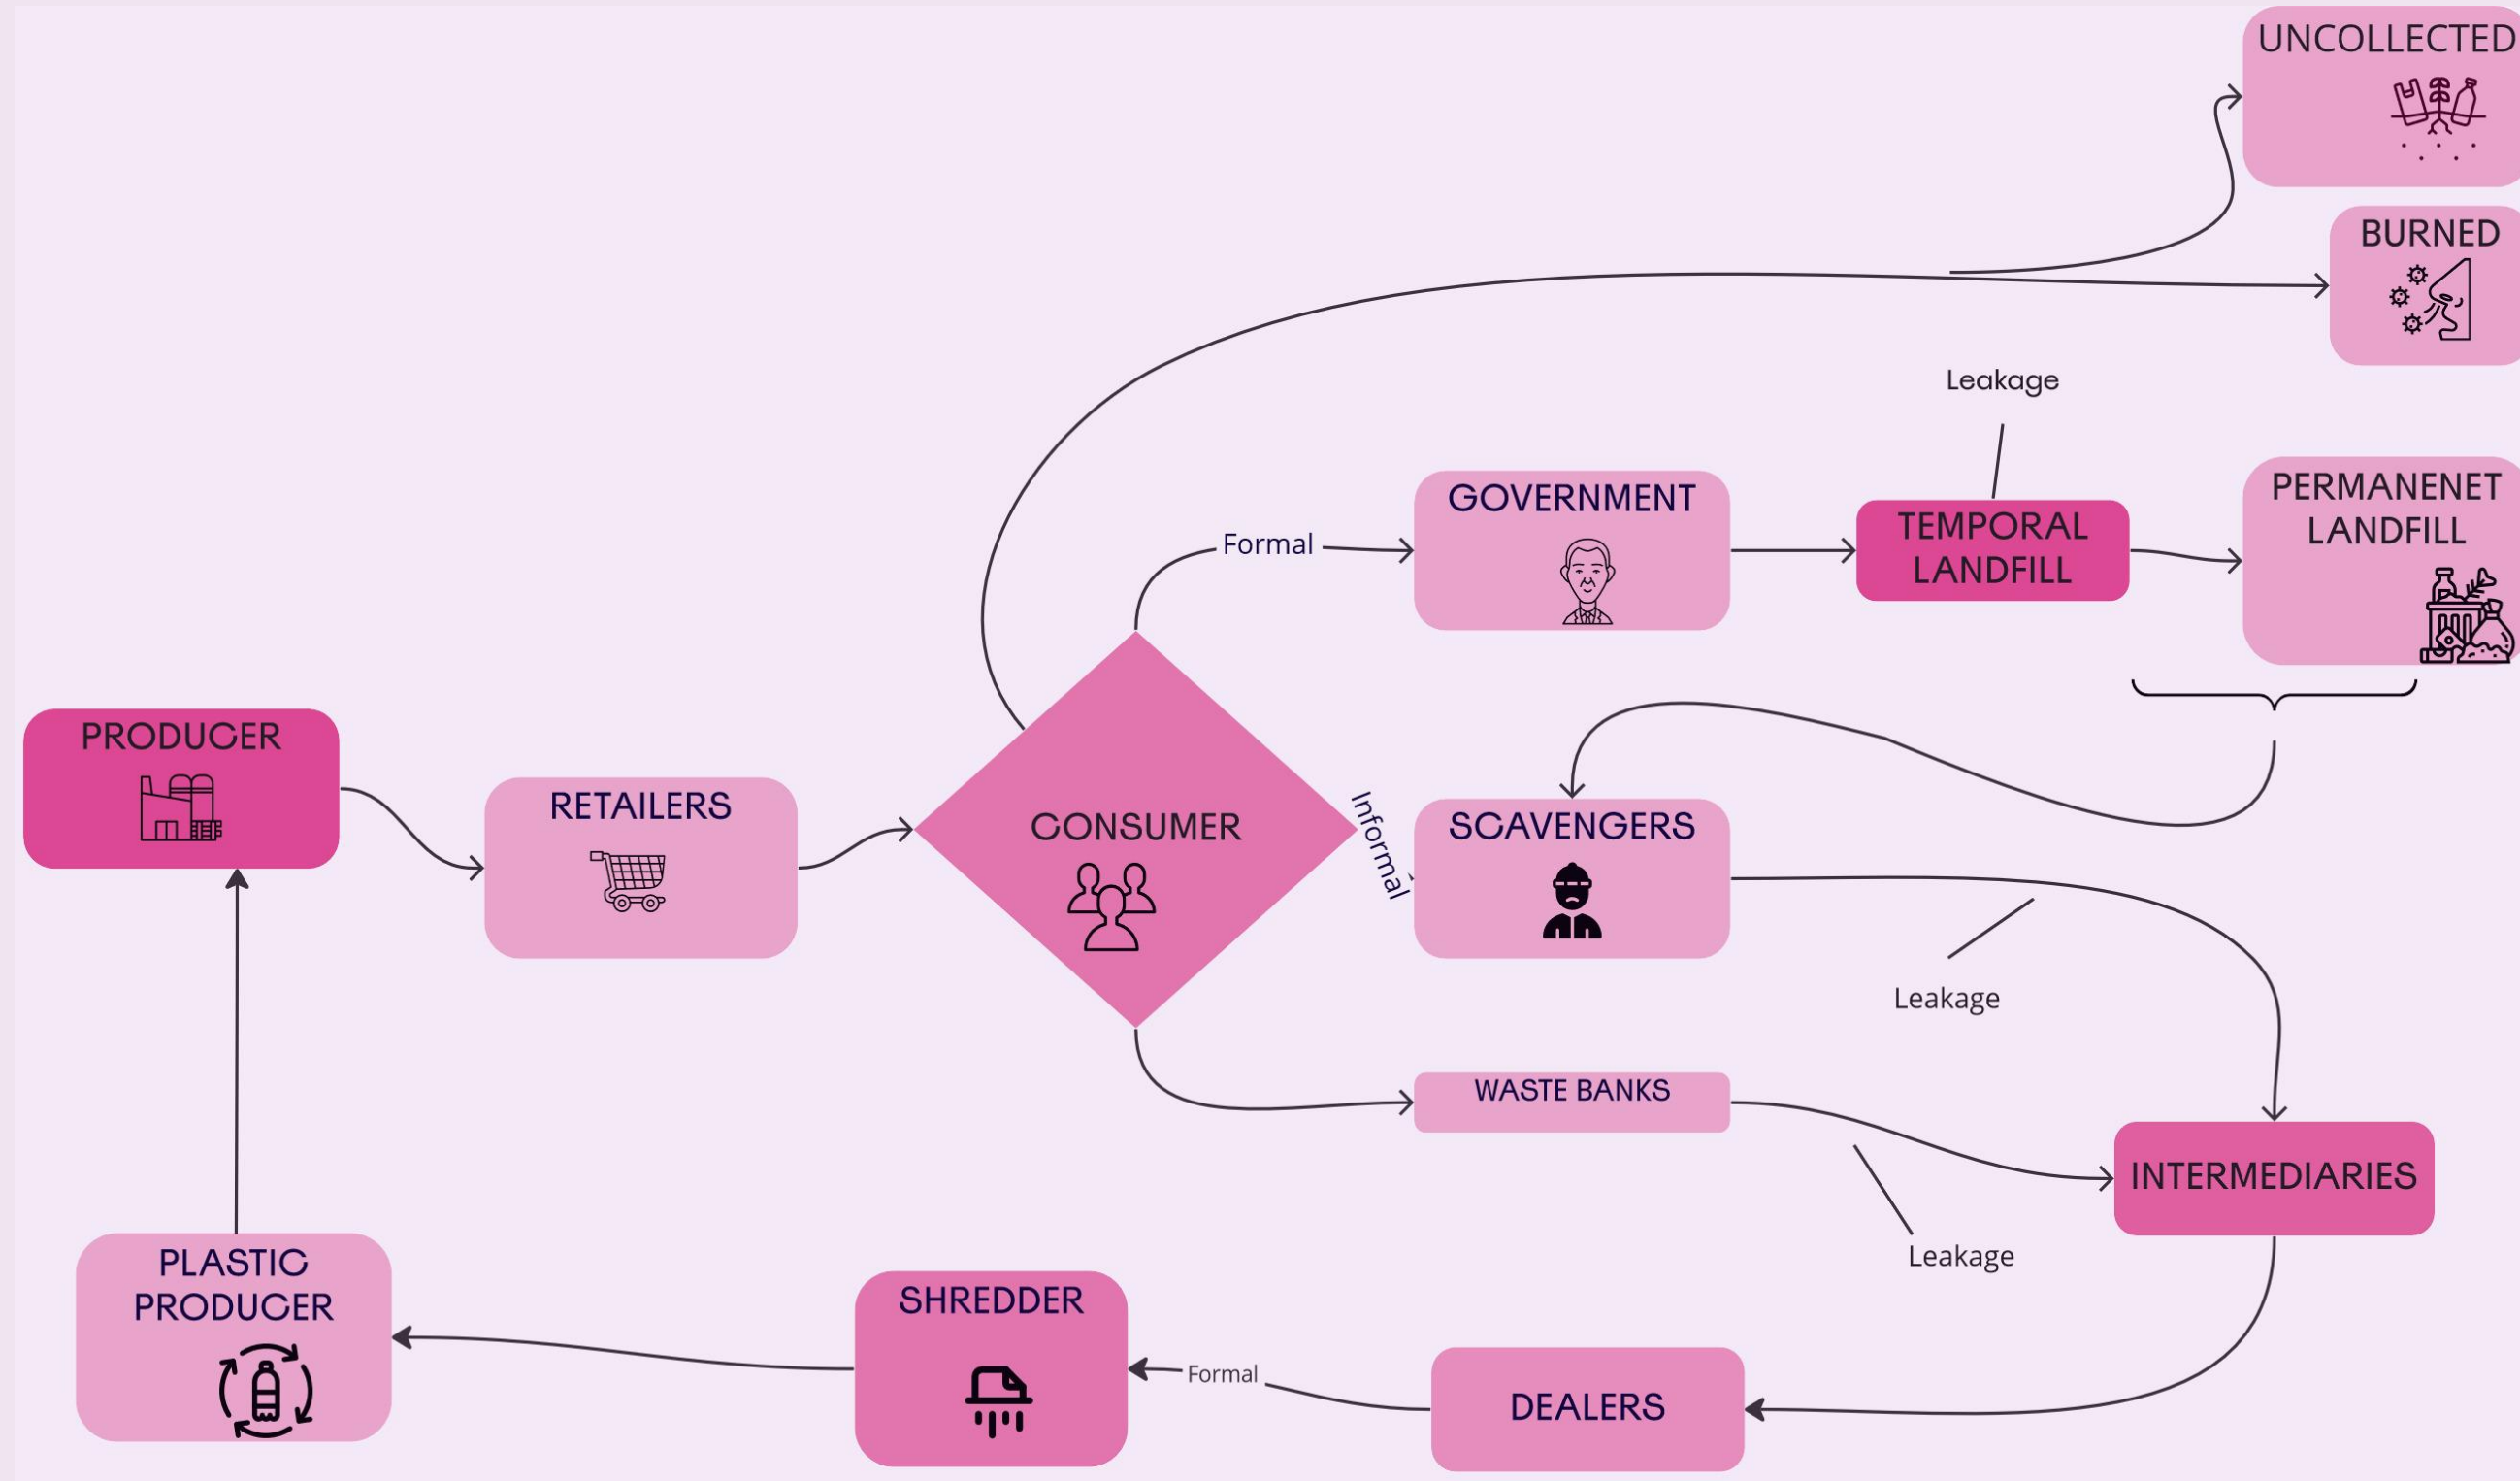 UNCOLLECTED
BURNED
Leakage
GOVERNMENT
TEMPORAL
LANDFILL
PERMANENET
LANDFILL
Formal
PRODUCER
RETAILERS
CONSUMER
Informal
SCAVENGERS
Leakage
WASTE BANKS
INTERMEDIARIES
Leakage
PLASTIC
PRODUCER
SHREDDER
Formal
DEALERS